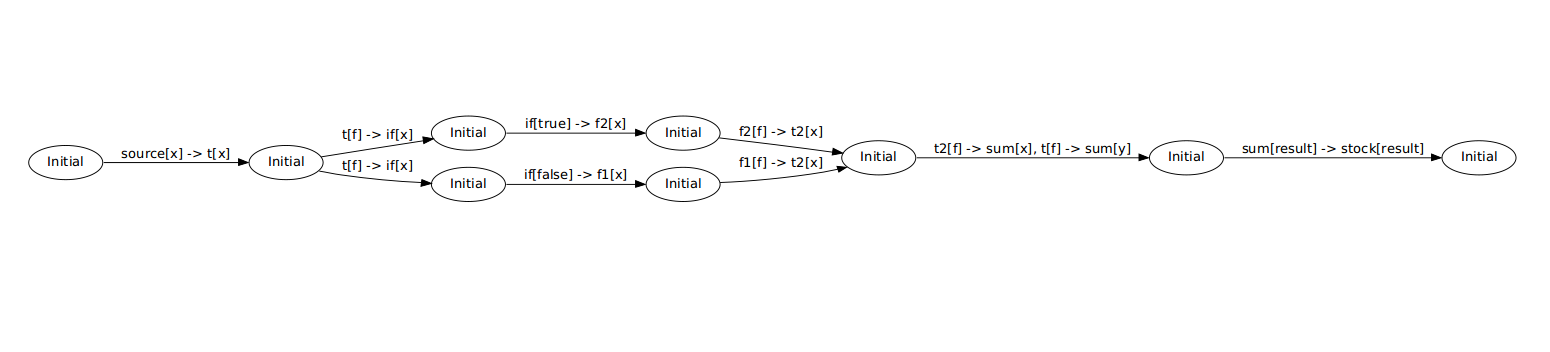 Initial
source[x] -> t[x]
Initial
t[f] -> if[x]
Initial
if[true] -> f2[x]
Initial
f2[f] -> t2[x]
t[f] -> if[x]
Initial
if[false] -> f1[x]
Initial
f1[f] -> t2[x]
Initial
t2[f] -> sum[x], t[f] -> sum[y]
Initial
sum[result] -> stock[result]
Initial